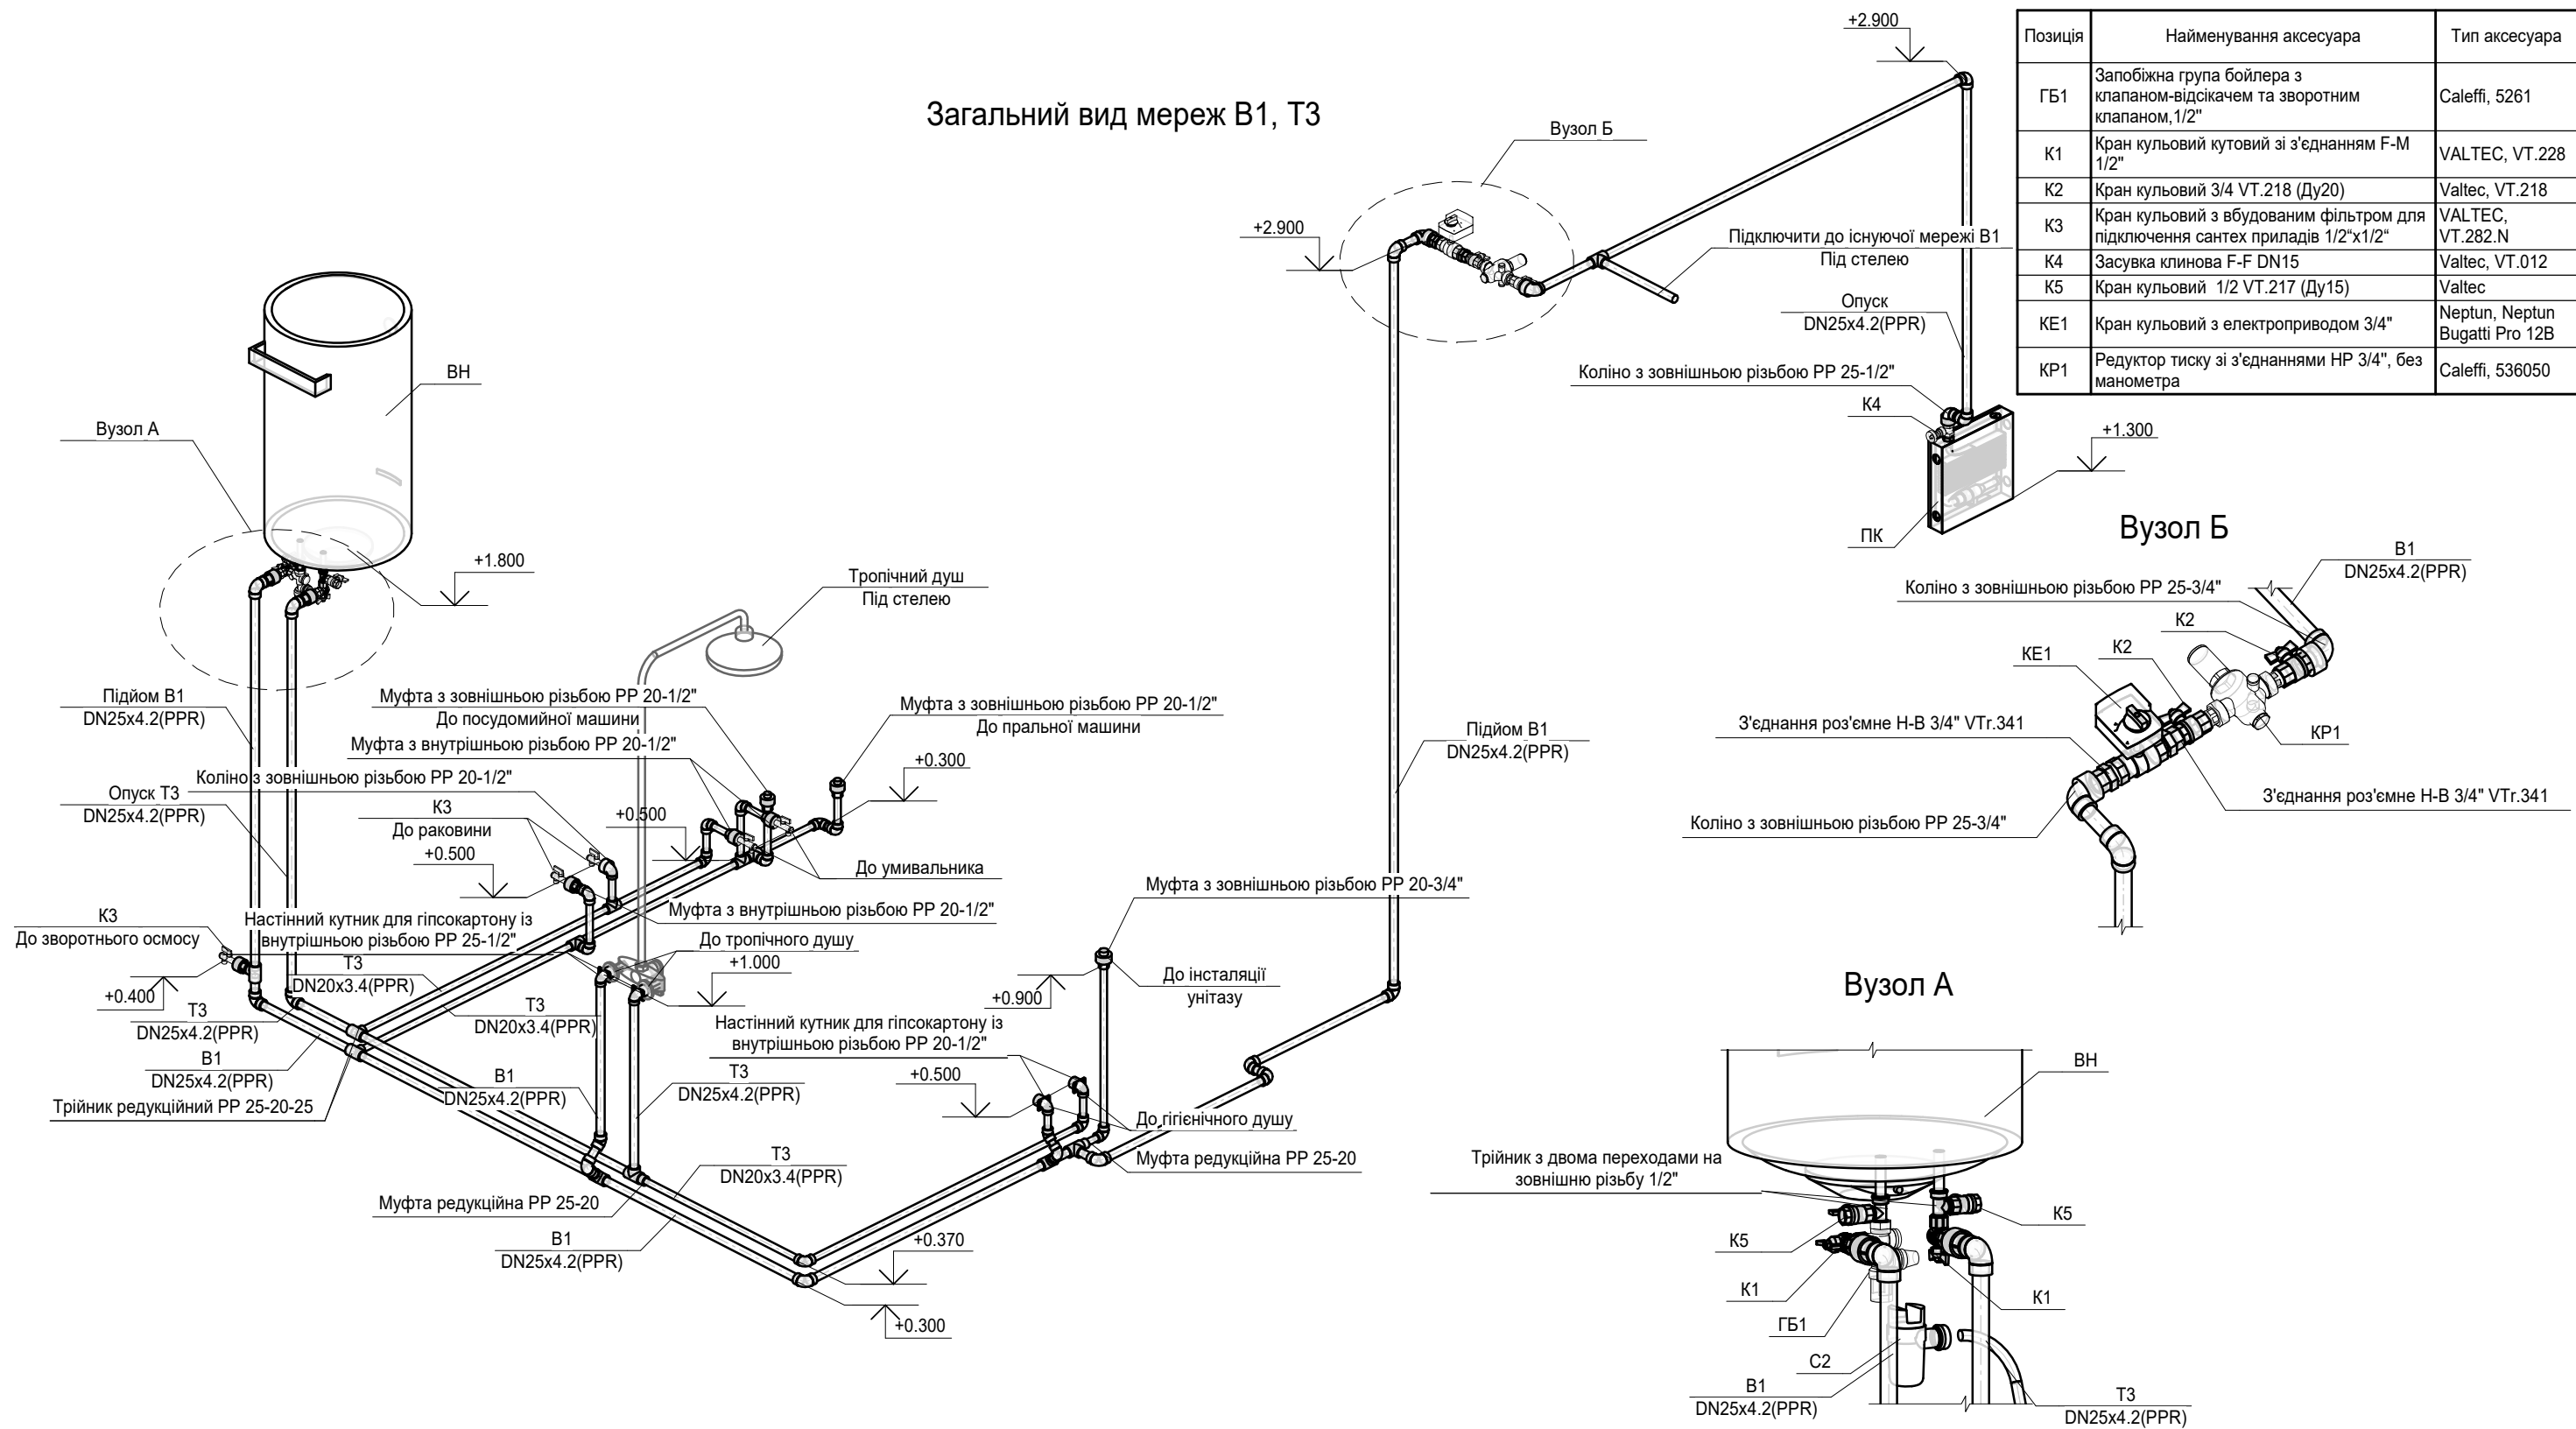 Загальний вид мереж В1, Т3
+2.900
Позиція
Найменування аксесуара
Тип аксесуара
ГБ1
Запобіжна група бойлера з
клапаном-відсікачем та зворотним
клапаном,1/2"
Caleffi, 5261
К1
Кран кульовий кутовий зі з'єднанням F-M
1/2"
VALTEC, VT.228
К2
Кран кульовий 3/4 VT.218 (Ду20)
Valtec, VT.218
К3
Кран кульовий з вбудованим фільтром для
підключення сантех приладів 1/2"x1/2"
VALTEC,
VT.282.N
К4
Засувка клинова F-F DN15
Valtec, VT.012
К5
Кран кульовий 1/2 VT.217 (Ду15)
Valtec
КЕ1
Кран кульовий з електроприводом 3/4"
Neptun, Neptun
Bugatti Pro 12В
КР1
Редуктор тиску зі з'єднаннями НР 3/4", без
манометра
Caleffi, 536050
Вузол Б
+2.900
Підключити до існуючої мережі В1
Під стелею
Опуск
DN25x4.2(PPR)
Коліно з зовнішньою різьбою PP 25-1/2"
К4
+1.300
ПК
ВН
Вузол А
+1.800
Тропічний душ
Під стелею
Підйом В1
DN25x4.2(PPR)
Муфта з зовнішньою різьбою PP 20-1/2"
До посудомийної машини
Муфта з внутрішньою різьбою PP 20-1/2"
Муфта з зовнішньою різьбою PP 20-1/2"
До пральної машини
+0.300
Коліно з зовнішньою різьбою PP 20-1/2"
Опуск Т3
DN25x4.2(PPR)
К3
До раковини
+0.500
+0.500
До умивальника
Підйом В1
DN25x4.2(PPR)
К3
До зворотнього осмосу
Настінний кутник для гіпсокартону із
внутрішньою різьбою PP 25-1/2"
Муфта з внутрішньою різьбою PP 20-1/2"
До тропічного душу
+1.000
Муфта з зовнішньою різьбою PP 20-3/4"
До інсталяції
унітазу
+0.900
+0.400
Т3
DN20x3.4(PPR)
Т3
DN25x4.2(PPR)
Т3
DN20x3.4(PPR)
В1
DN25x4.2(PPR)
Трійник редукційний PP 25-20-25
В1
DN25x4.2(PPR)
Настінний кутник для гіпсокартону із
внутрішньою різьбою PP 20-1/2"
Т3
DN25x4.2(PPR)
+0.500
До гігієнічного душу
Муфта редукційна PP 25-20
Т3
DN20x3.4(PPR)
Муфта редукційна PP 25-20
В1
DN25x4.2(PPR)
+0.370
+0.300
Вузол Б
В1
DN25x4.2(PPR)
Коліно з зовнішньою різьбою PP 25-3/4"
К2
К2
КЕ1
З'єднання роз'ємне Н-В 3/4" VTr.341
КР1
З'єднання роз'ємне Н-В 3/4" VTr.341
Коліно з зовнішньою різьбою PP 25-3/4"
Вузол А
ВН
Трійник з двома переходами на
зовнішню різьбу 1/2"
К5
К5
К1
К1
ГБ1
С2
В1
DN25x4.2(PPR)
Т3
DN25x4.2(PPR)